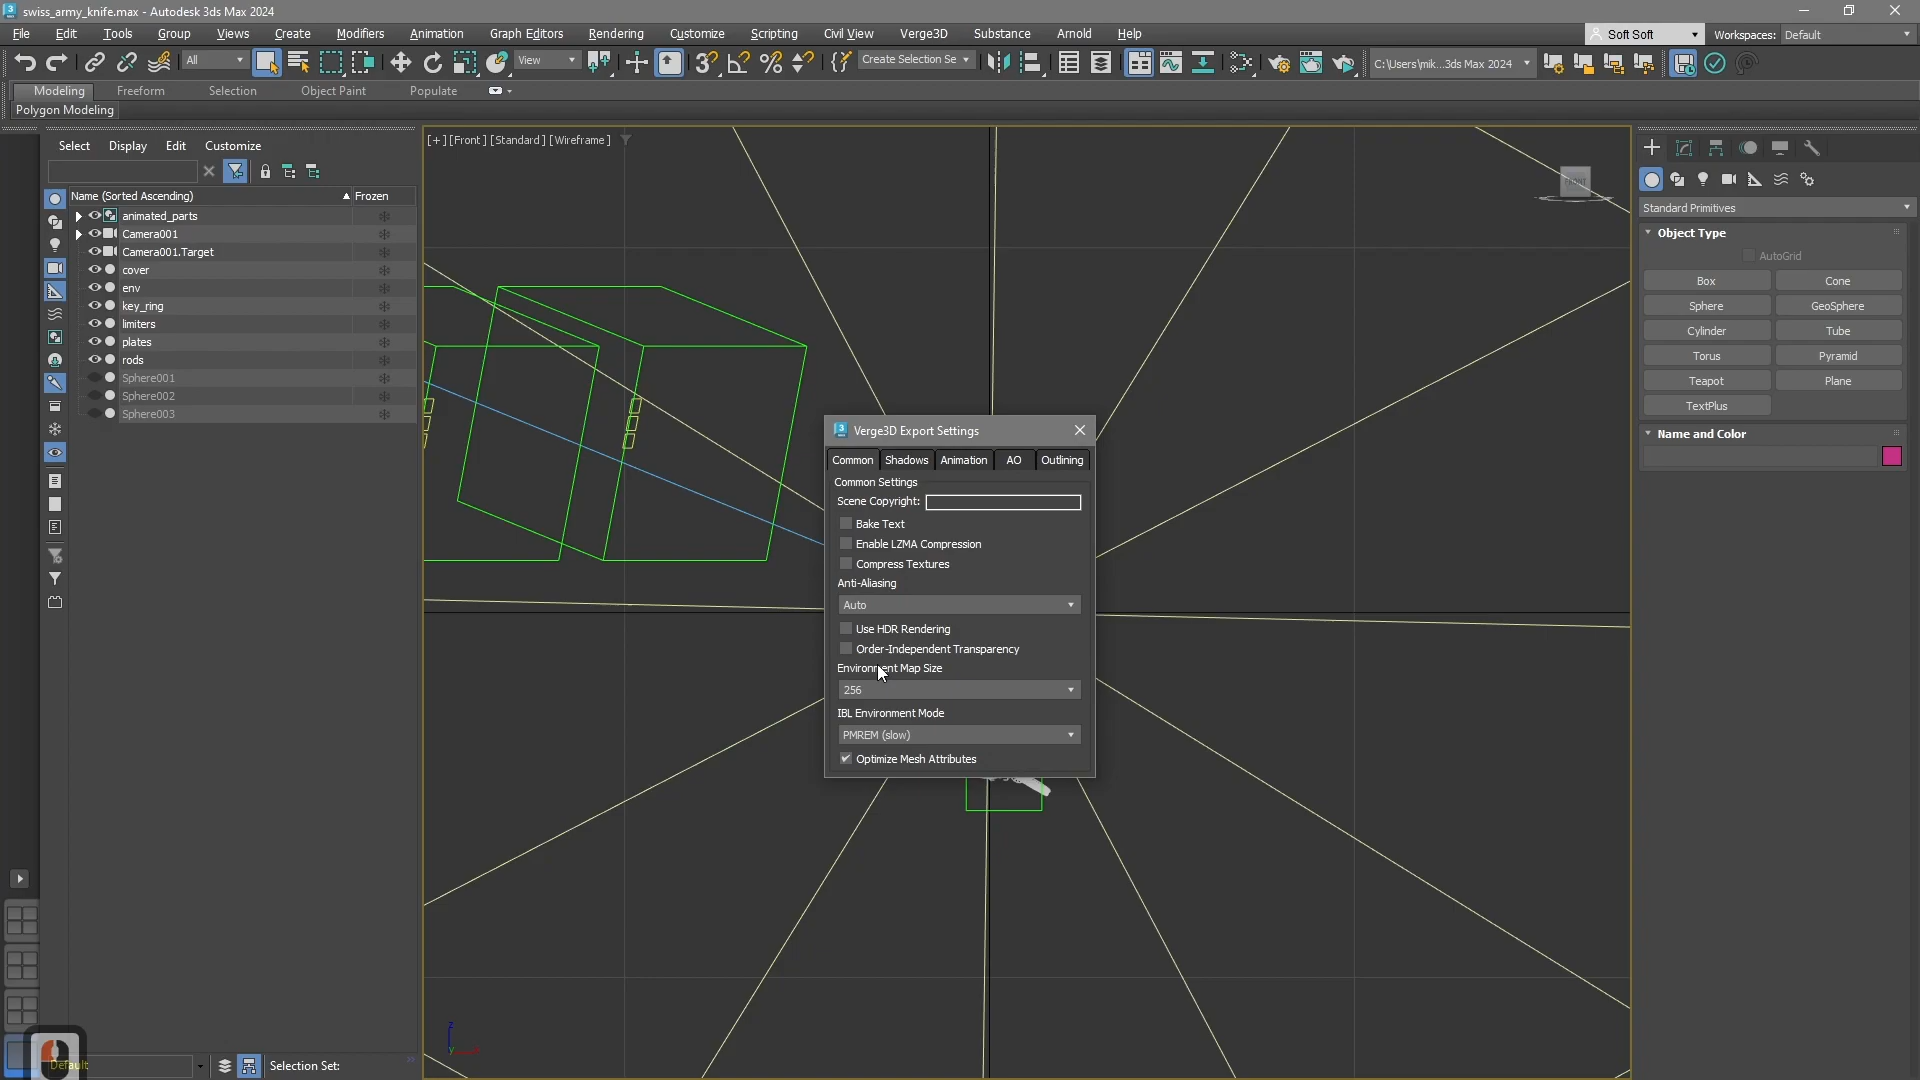 swiss_army_knife.max - Autodesk 3ds Max 2024
File Edit Tools Group Views Create Modifiers Animation Graph Editors Rendering Customize Scripting Civil View Verge3D Substance Arnold Help Soft Soft Workspaces: Default
All View Create Selection Se C:\Users\mik...3ds Max 2024
Modeling Freeform Selection Object Paint Populate
Polygon Modeling
Select Display Edit Customize
Name (Sorted Ascending) Frozen
animated_parts
Camera001
Camera001.Target
cover
env
key_ring
limiters
plates
rods
Sphere001
Sphere002
Sphere003
Default
Selection Set:
[+] [Front] [Standard] [Wireframe]
FRONT
z
y
Verge3D Export Settings
Common Shadows Animation AO Outlining
Common Settings
Scene Copyright:
Bake Text
Enable LZMA Compression
Compress Textures
Anti-Aliasing
Auto
Use HDR Rendering
Order-Independent Transparency
Environment Map Size
256
IBL Environment Mode
PMREM (slow)
Optimize Mesh Attributes
Standard Primitives
Object Type
AutoGrid
Box Cone
Sphere GeoSphere
Cylinder Tube
Torus Pyramid
Teapot Plane
TextPlus
Name and Color